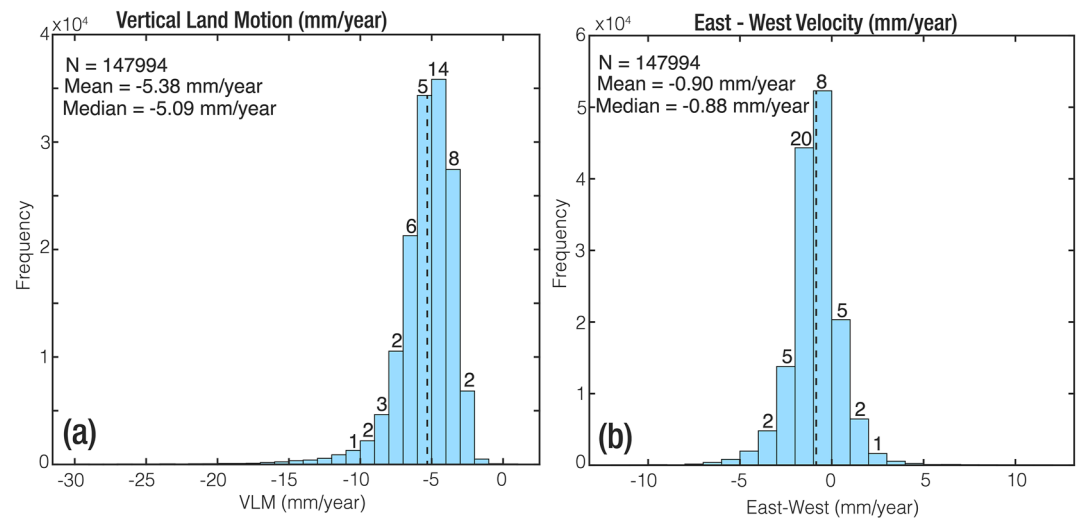 Vertical Land Motion (mm/year)
x10⁴
4
3
2
1
0
Frequency
N = 147994
Mean = -5.38 mm/year
Median = -5.09 mm/year
1
2
3
2
6
5
14
8
2
(a)
-30
-25
-20
-15
-10
-5
0
VLM (mm/year)
East - West Velocity (mm/year)
x10⁴
6
5
4
3
2
1
0
Frequency
N = 147994
Mean = -0.90 mm/year
Median = -0.88 mm/year
2
5
20
8
5
2
1
(b)
-10
-5
0
5
10
East-West (mm/year)